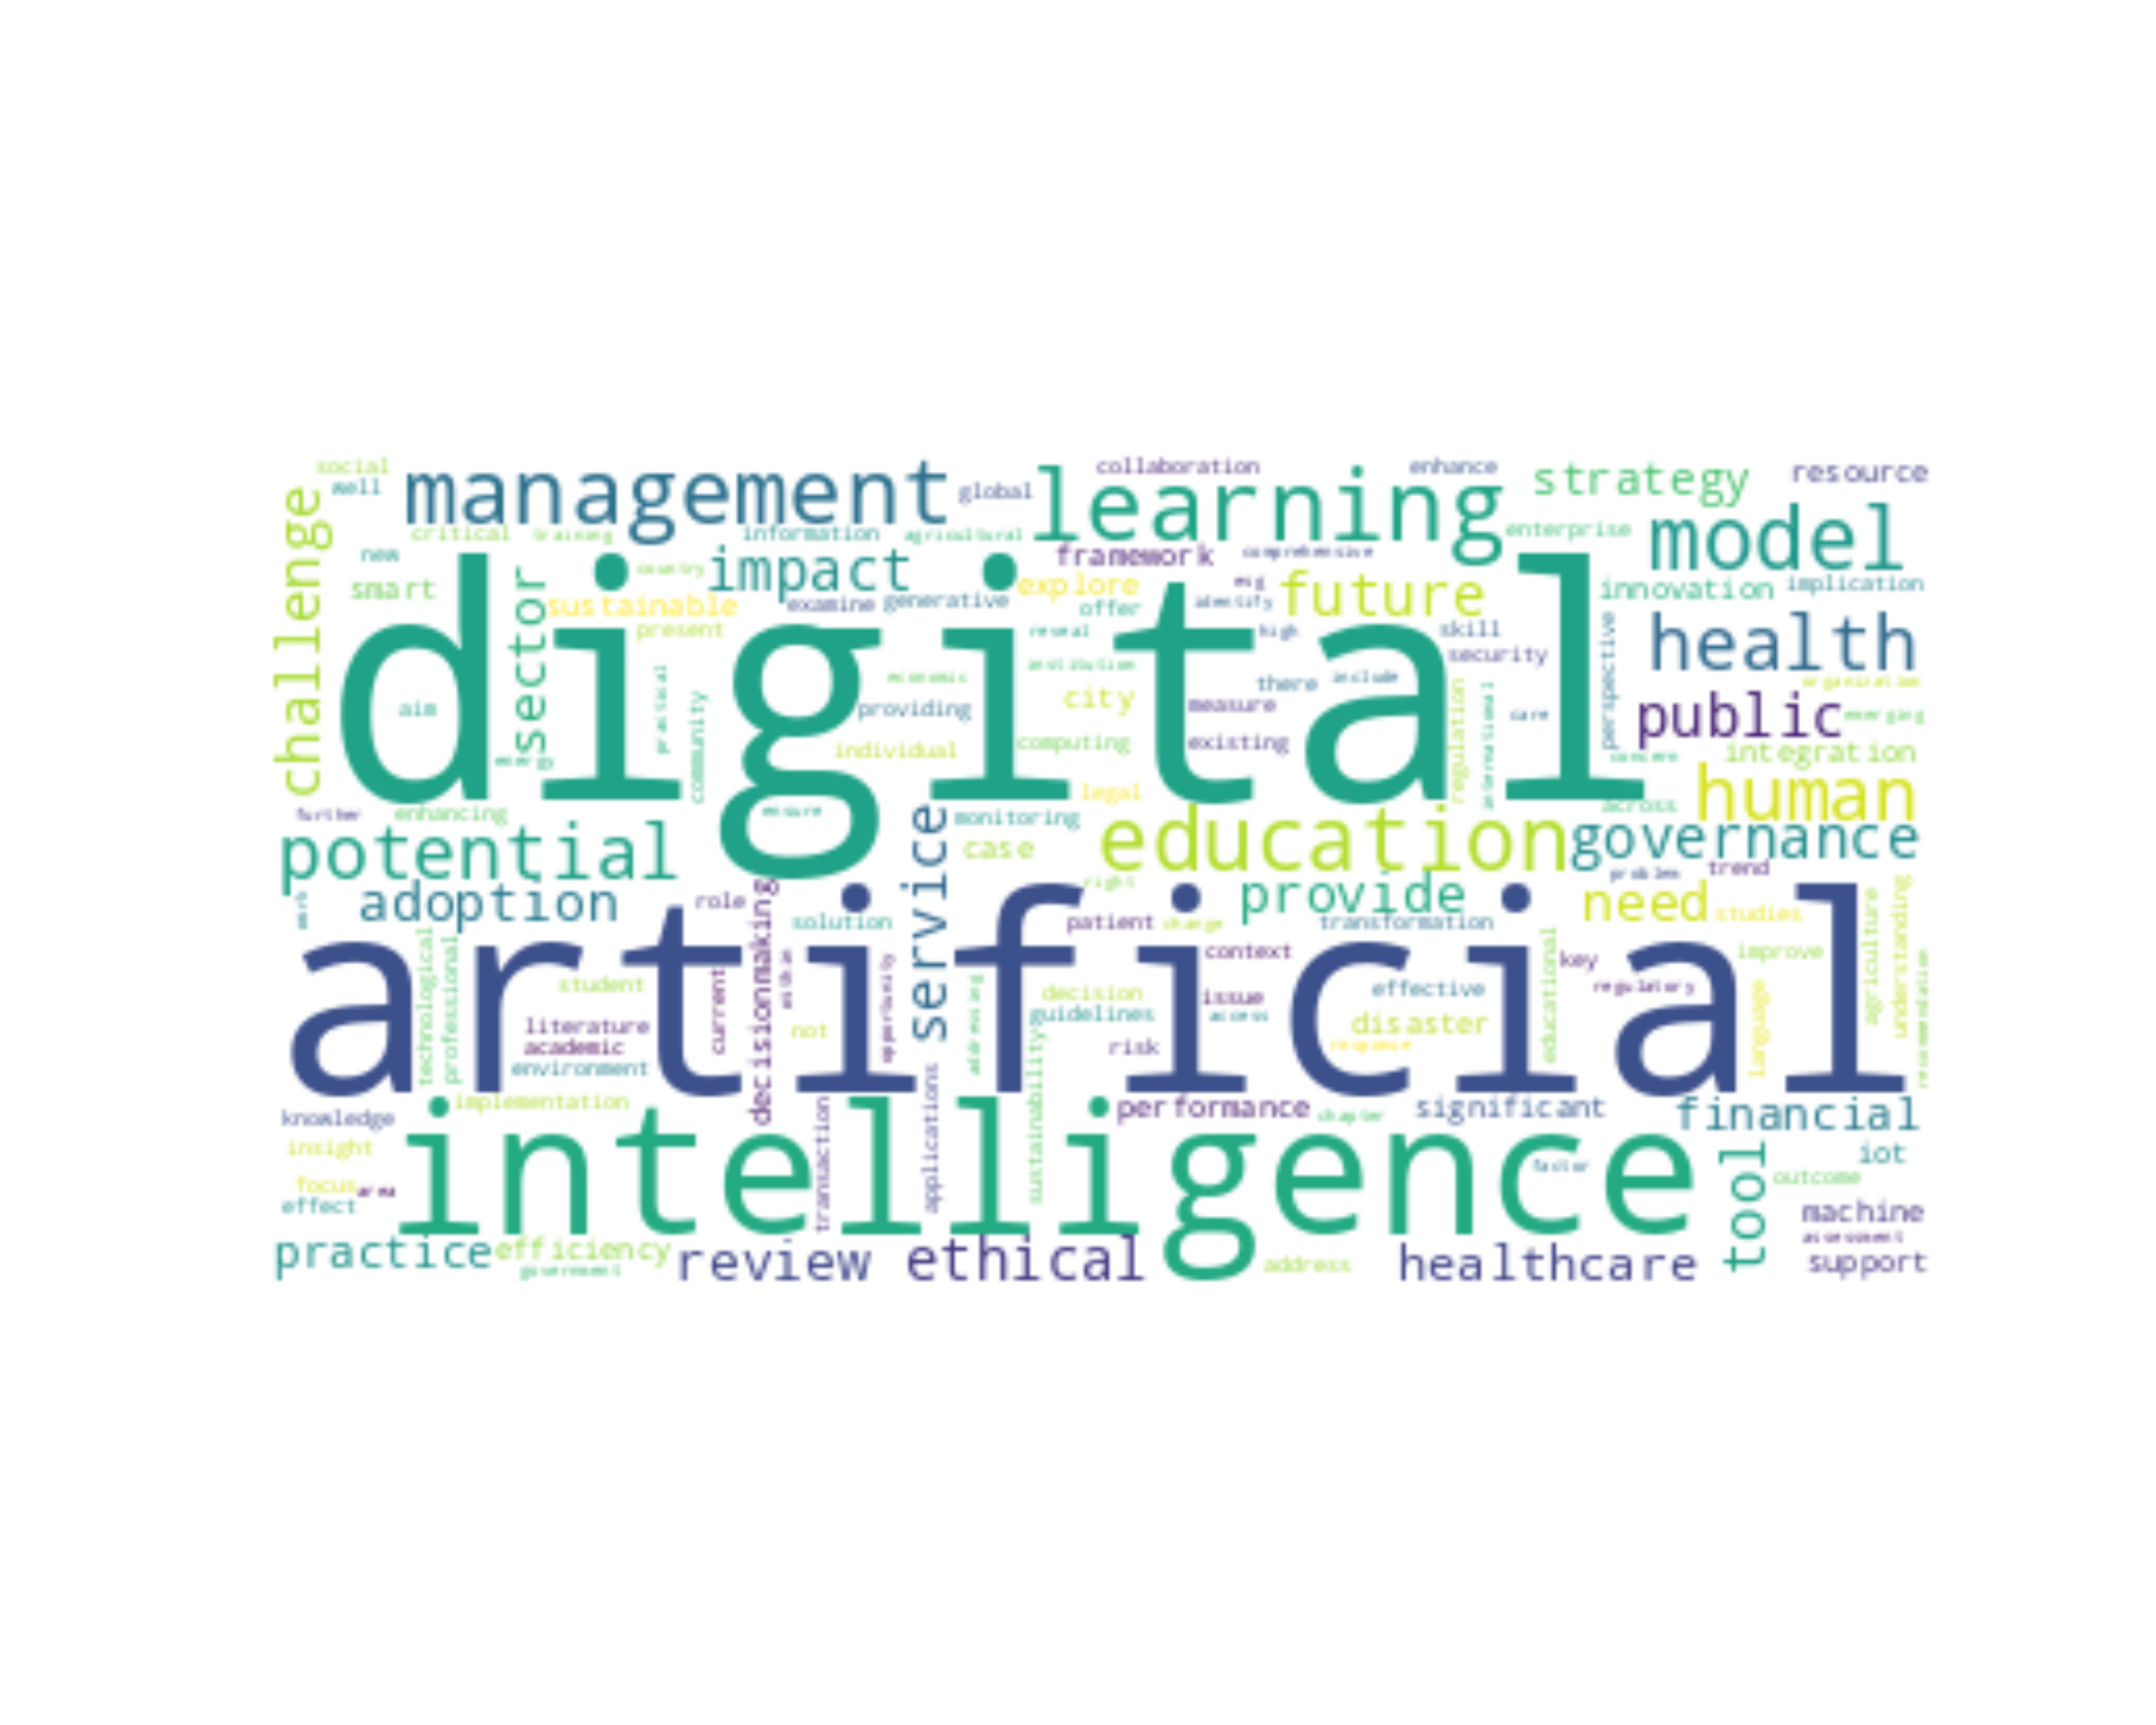 social
well
management
global
collaboration
learning
enhance
strategy
resource
challenge
critical
training
information
agricultural
enterprise
model
new
smart
sector
country
impact
framework
comprehensive
explore
future
innovation
implication
sustainable
examine
generative
offer
identify
present
reveal
high
skill
security
health
digital
aim
practical
community
economic
institution
city
there
include
providing
measure
individual
computing
existing
regulation
international
care
perspective
organization
public
emerging
concern
integration
energy
further
enhancing
ensure
legal
monitoring
across
human
potential
service
case
education
governance
adoption
role
right
provide
problem
trend
need
studies
work
solution
patient
change
transformation
artificial
technological
professional
student
decisionmaking
current
within
opportunity
addressing
context
key
improve
agriculture
understanding
recommendation
literature
academic
environment
not
decision
guidelines
issue
access
effective
regulatory
disaster
response
educational
language
risk
sustainability
knowledge
implementation
performance
chapter
significant
financial
insight
transaction
applications
intelligence
factor
tool
iot
outcome
focus
area
effect
machine
assessment
practice
efficiency
government
review
ethical
address
healthcare
support